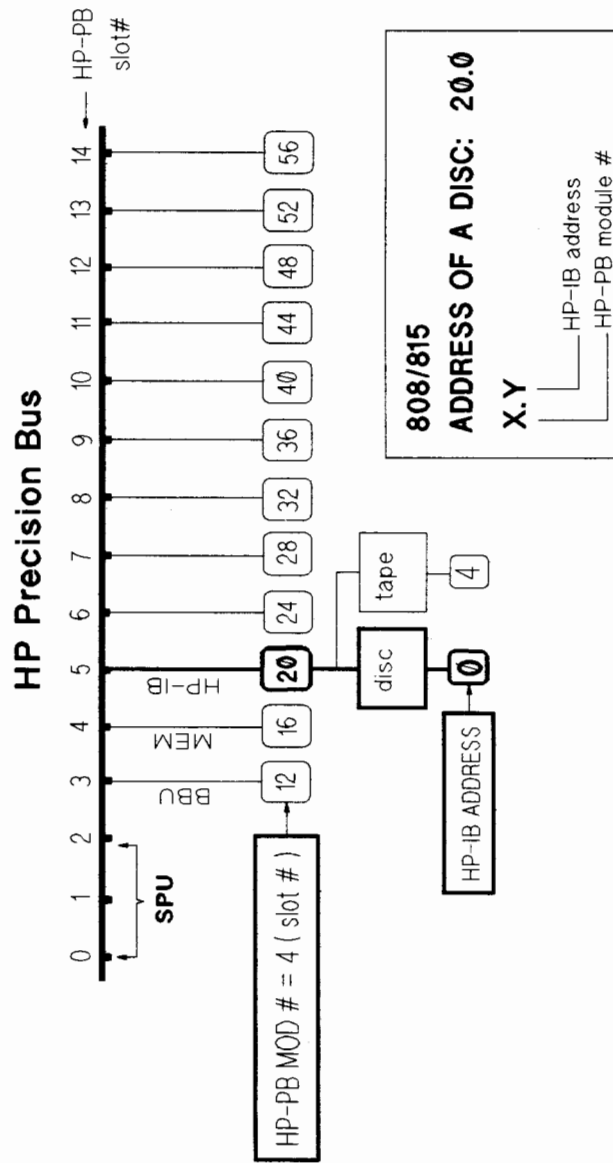 HP Precision Bus
HP-PB
slot#
0 1 2 3 4 5 6 7 8 9 10 11 12 13 14
SPU
BBU
MEM
HP-IB
12 16 20 24 28 32 36 40 44 48 52 56
HP-PB MOD # = 4 ( slot # )
disc
tape
0
4
HP-IB ADDRESS
808/815
ADDRESS OF A DISC: 20.0
X.Y
HP-IB address
HP-PB module #